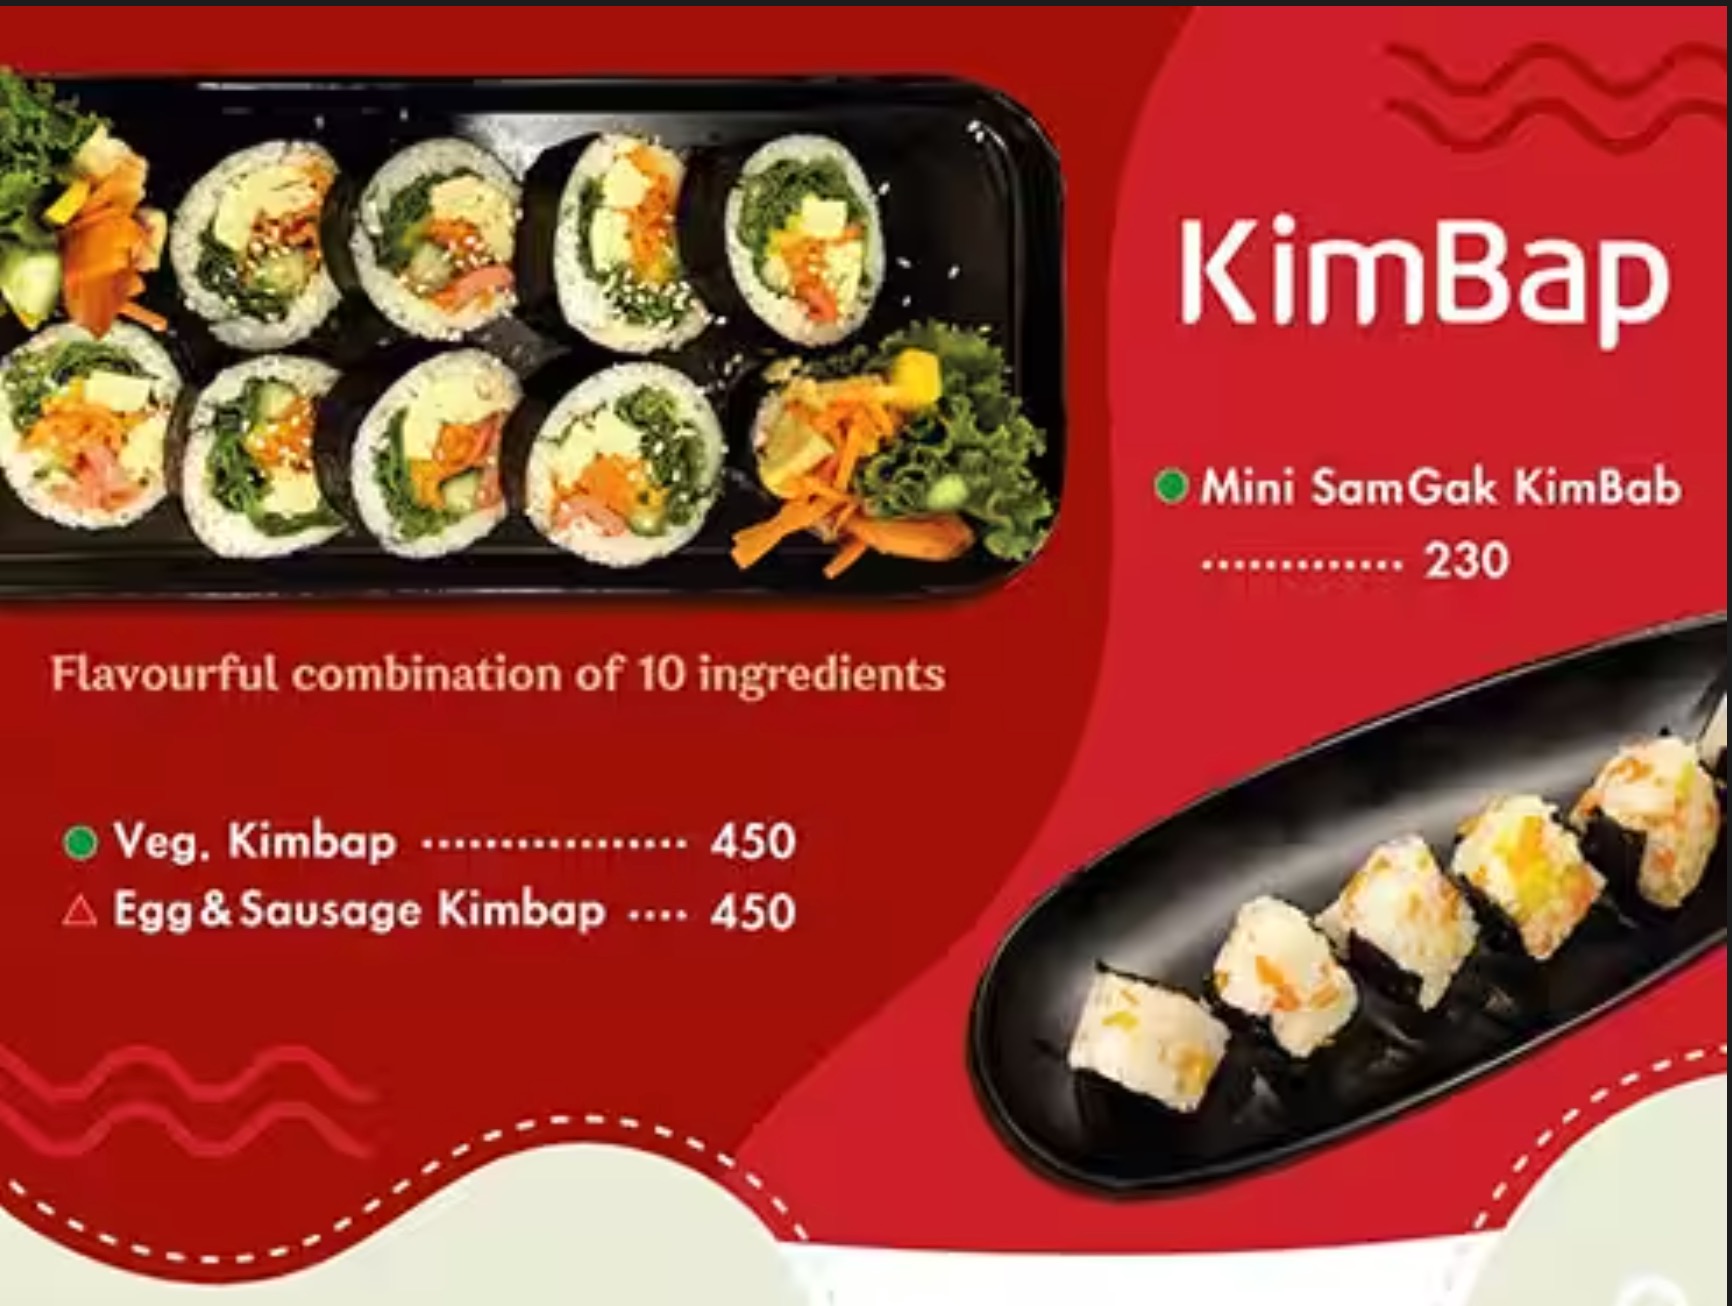 KimBap
Mini SamGak KimBab
............. 230
Flavourful combination of 10 ingredients
Veg. Kimbap ................. 450
Egg & Sausage Kimbap .... 450